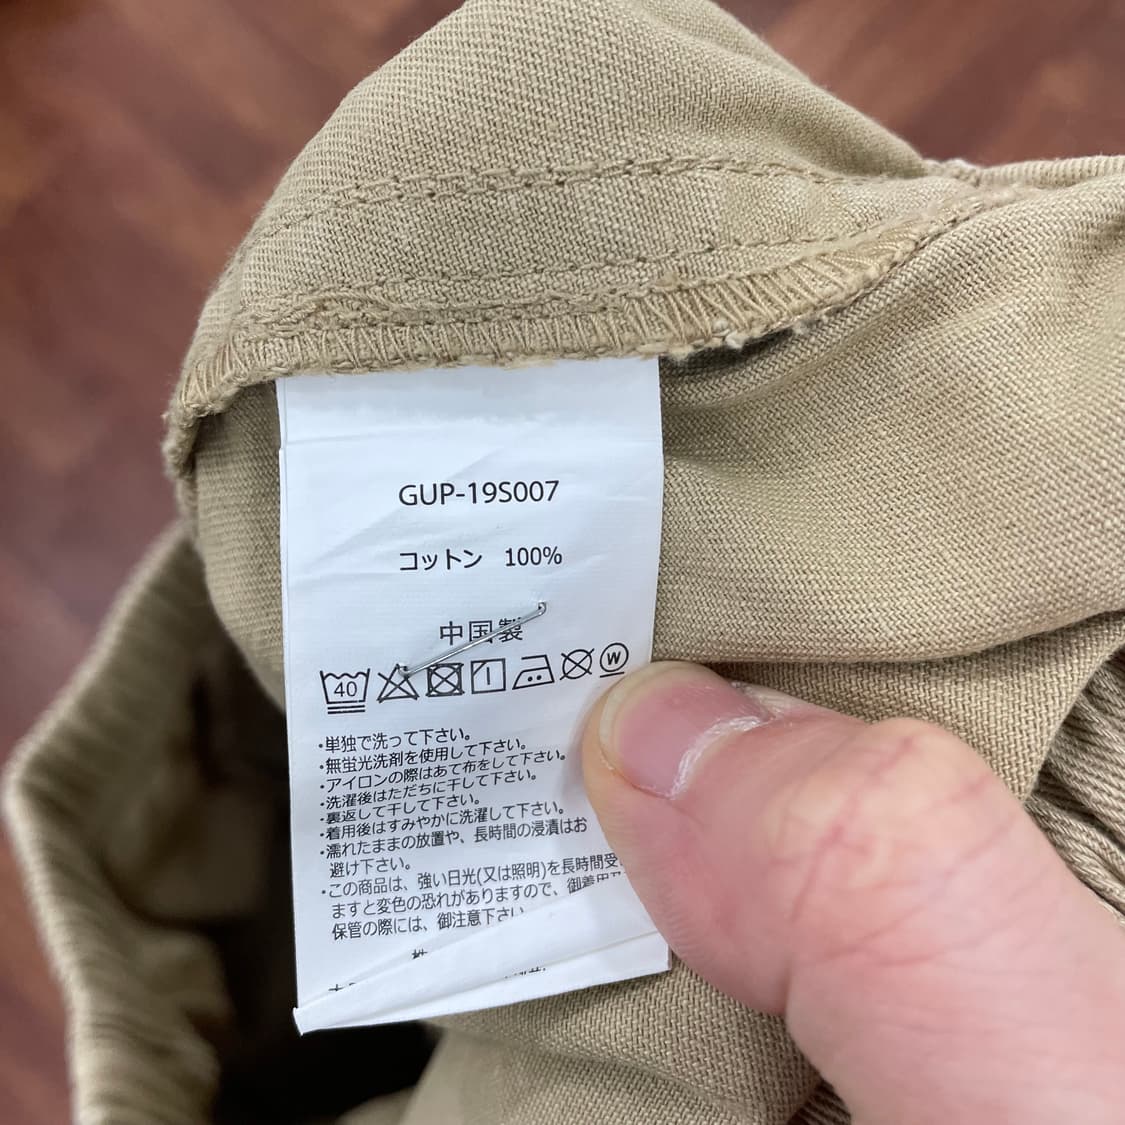 GUP-19S007
コットン 100%
中国製
40 W
・単独で洗って下さい。
・無蛍光洗剤を使用して下さい。
・アイロンの際はあて布をして下さい。
・洗濯後はただちに干して下さい。
・裏返して干して下さい。
・着用後はすみやかに洗濯して下さい。
・濡れたままの放置や、長時間の浸漬はお
避け下さい。
・この商品は、強い日光(又は照明)を長時間受
ますと変色の恐れがありますので、御着用
保管の際には、御注意下さい